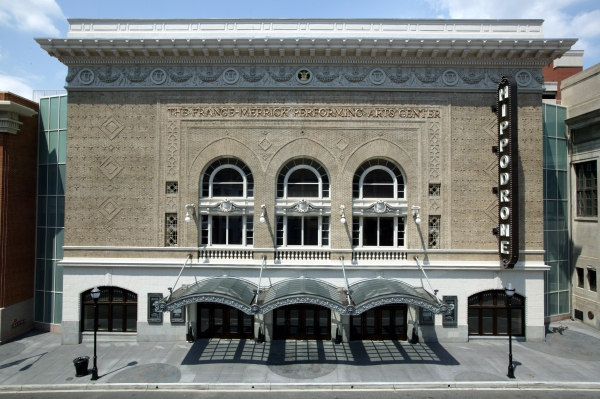 THE FRANCE-MERRICK PERFORMING ARTS CENTER
HIPPODROME